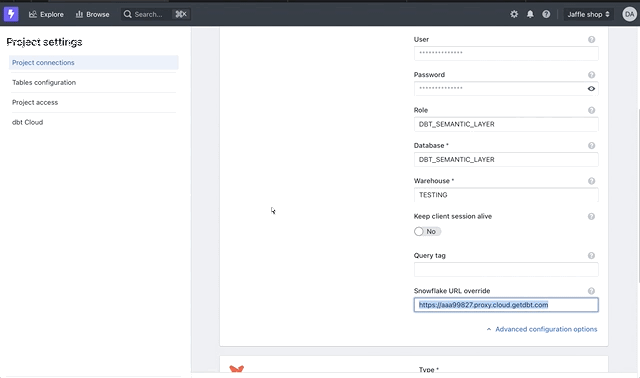 Explore
Browse
Search...
⌘K
Jaffle shop
DA
Project settings
Project connections
Tables configuration
Project access
dbt Cloud
User
**************
Password
**************
Role
DBT_SEMANTIC_LAYER
Database *
DBT_SEMANTIC_LAYER
Warehouse *
TESTING
Keep client session alive
No
Query tag
Snowflake URL override
https://aaa99827.proxy.cloud.getdbt.com
Advanced configuration options
Type *